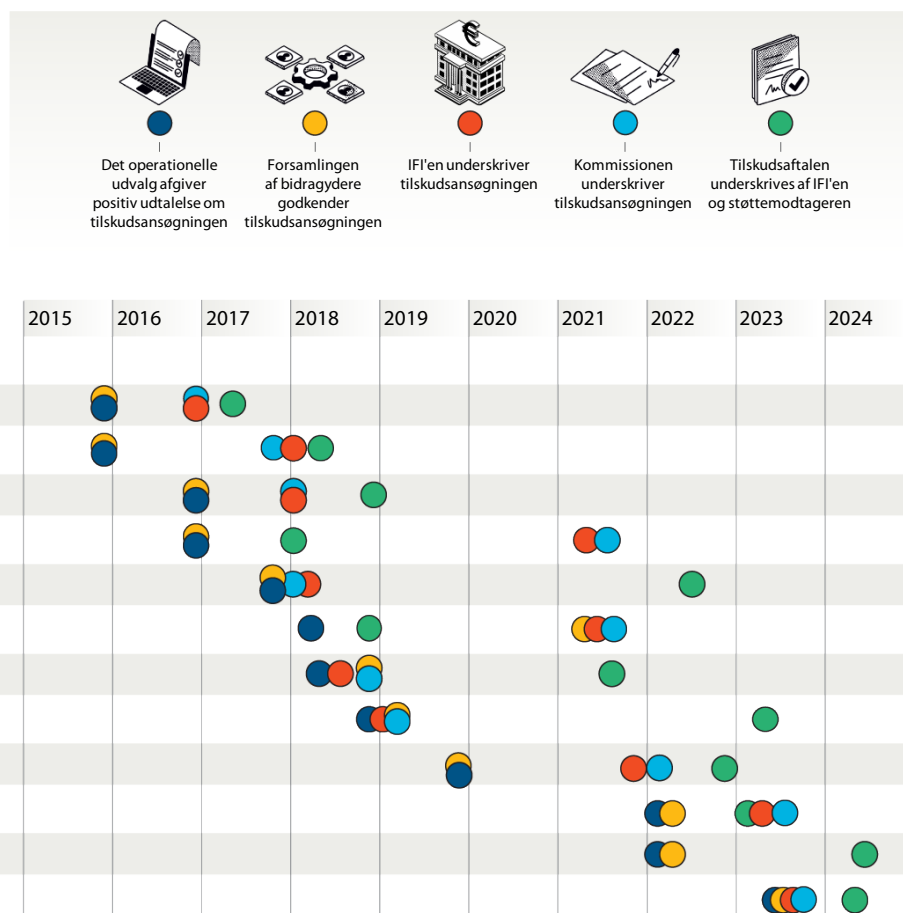 Det operationelle
udvalg afgiver
positiv udtalelse om
tilskudsansøgningen
Forsamlingen
af bidragydere
godkender
tilskudsansøgningen
IFI'en underskriver
tilskudsansøgningen
Kommissionen
underskriver
tilskudsansøgningen
Tilskudsaftalen
underskrives af IFI'en
og støttemodtageren
2015 2016 2017 2018 2019 2020 2021 2022 2023 2024